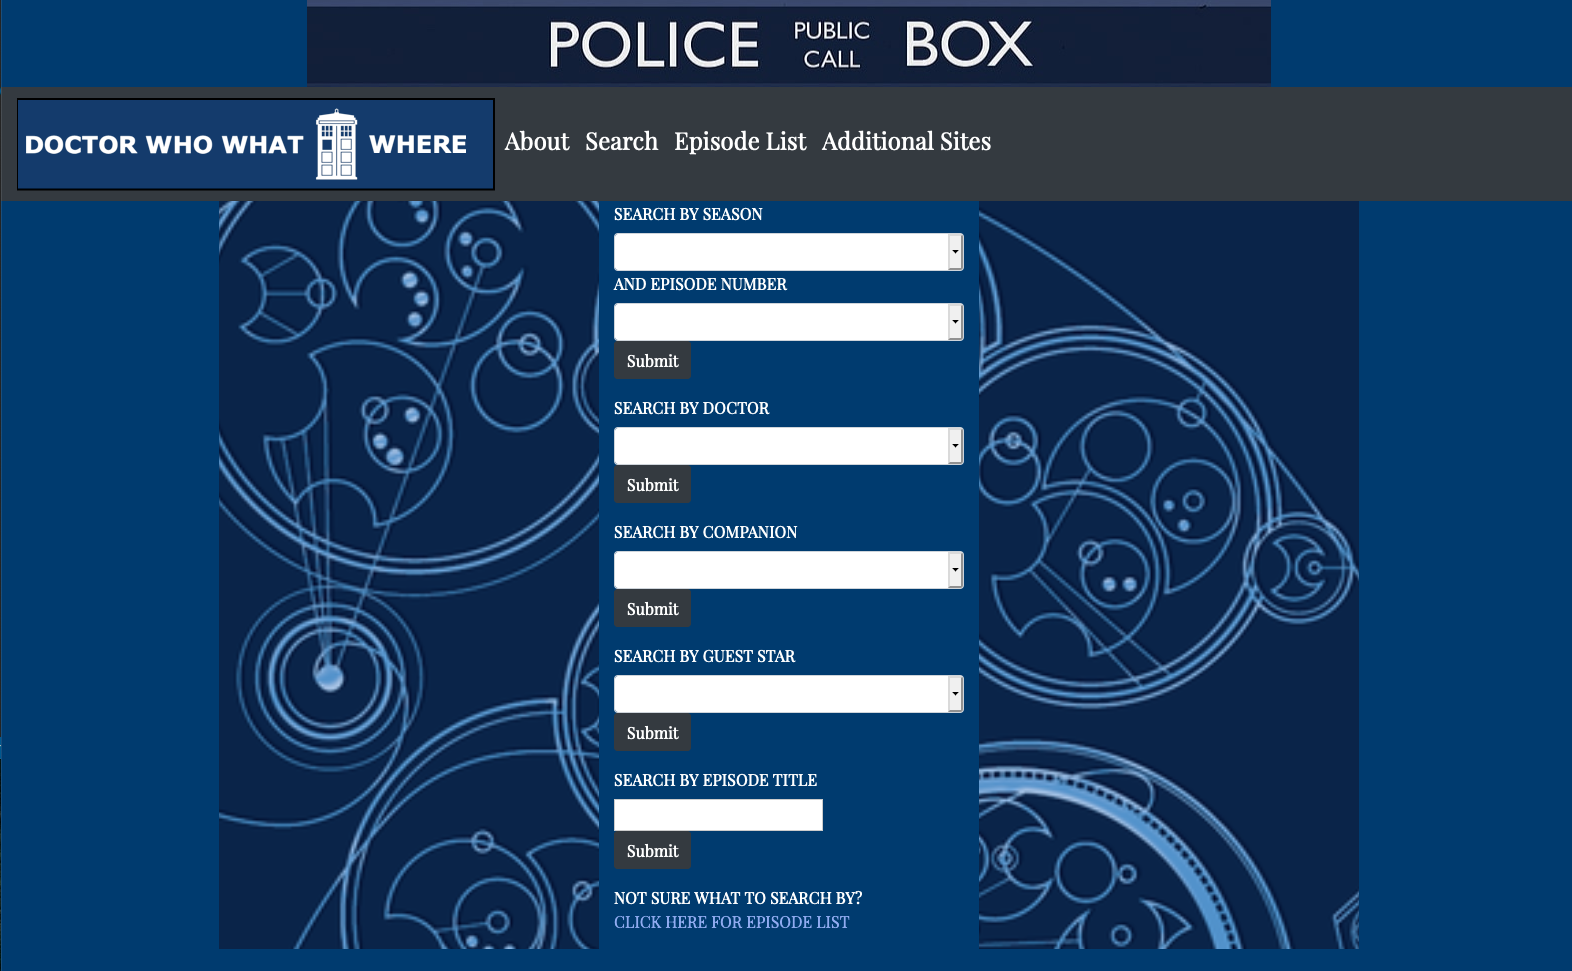 POLICE PUBLIC CALL BOX
DOCTOR WHO WHAT WHERE About Search Episode List Additional Sites
SEARCH BY SEASON
AND EPISODE NUMBER
Submit
SEARCH BY DOCTOR
Submit
SEARCH BY COMPANION
Submit
SEARCH BY GUEST STAR
Submit
SEARCH BY EPISODE TITLE
Submit
NOT SURE WHAT TO SEARCH BY?
CLICK HERE FOR EPISODE LIST